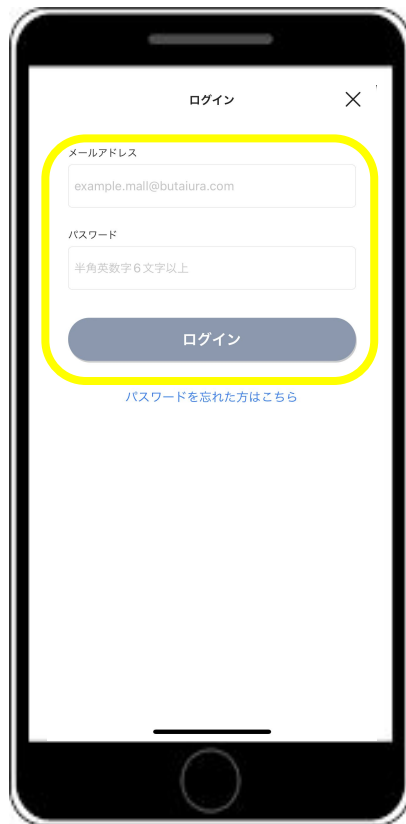 ログイン
メールアドレス
example.mall@butaiura.com
パスワード
半角英数字6文字以上
ログイン
パスワードを忘れた方はこちら